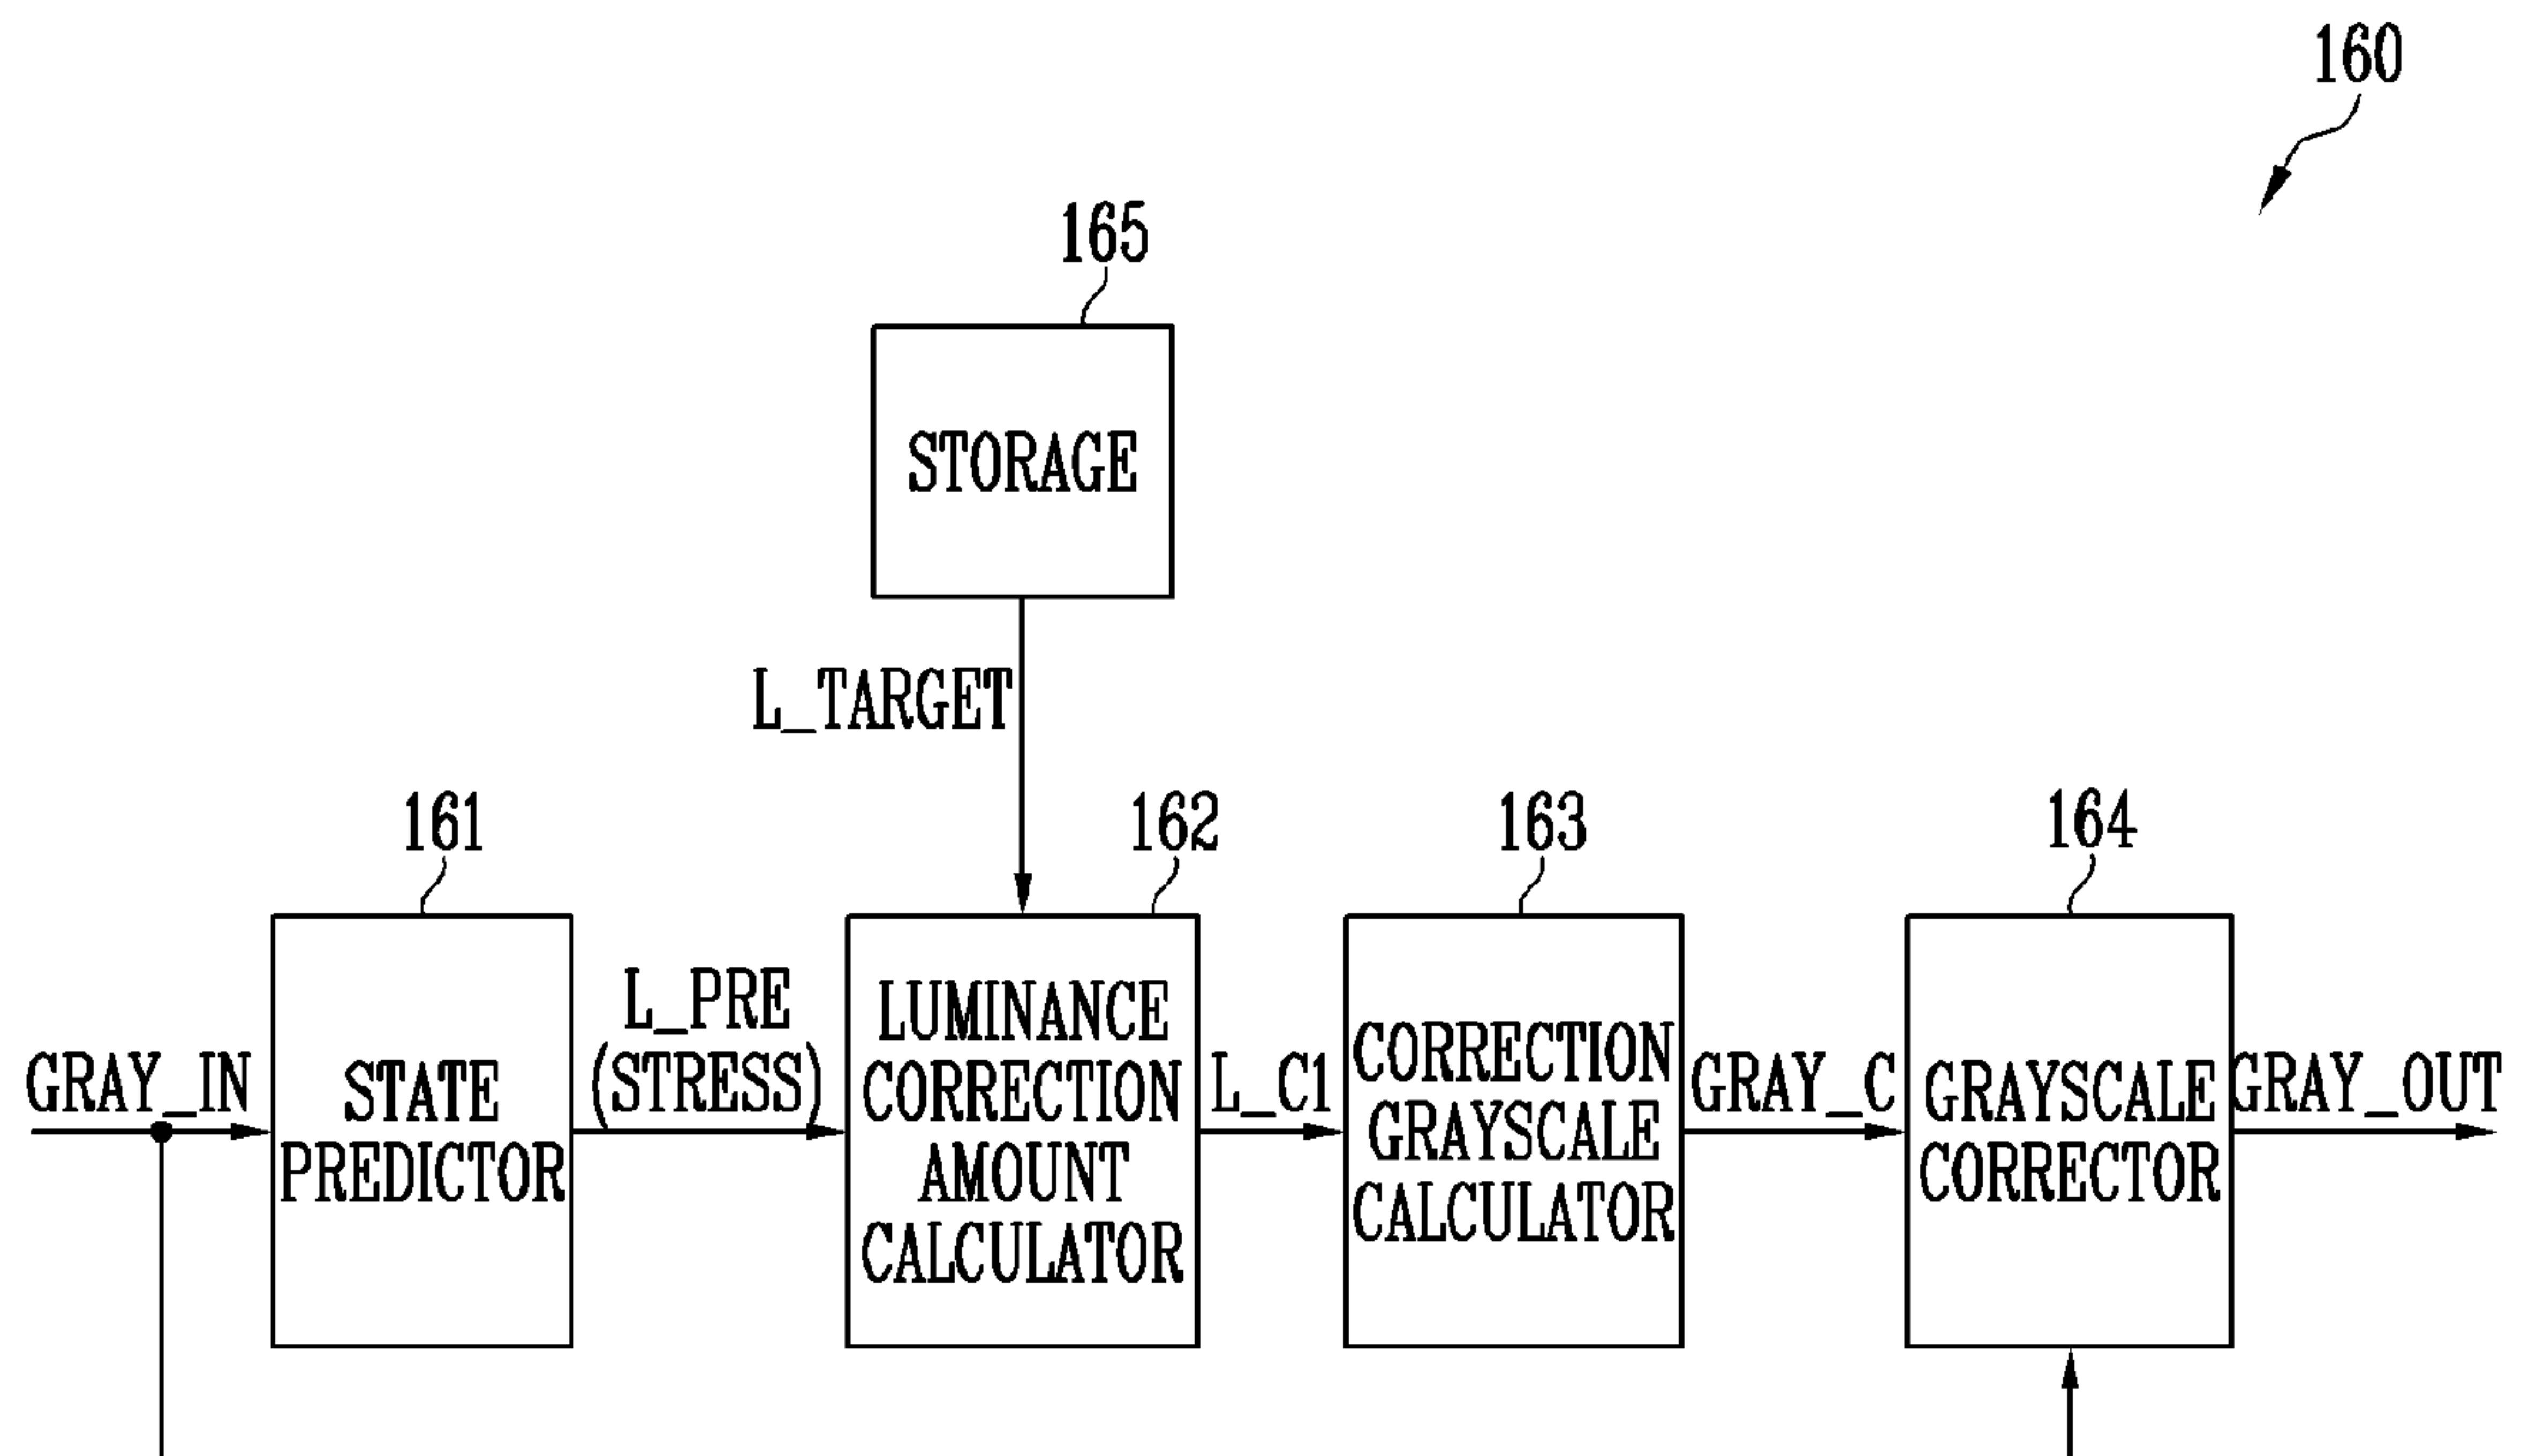 160
165
STORAGE
L_TARGET
161
162
163
164
GRAY_IN
STATE
PREDICTOR
L_PRE
(STRESS)
LUMINANCE
CORRECTION
AMOUNT
CALCULATOR
L_C1
CORRECTION
GRAYSCALE
CALCULATOR
GRAY_C
GRAYSCALE
CORRECTOR
GRAY_OUT